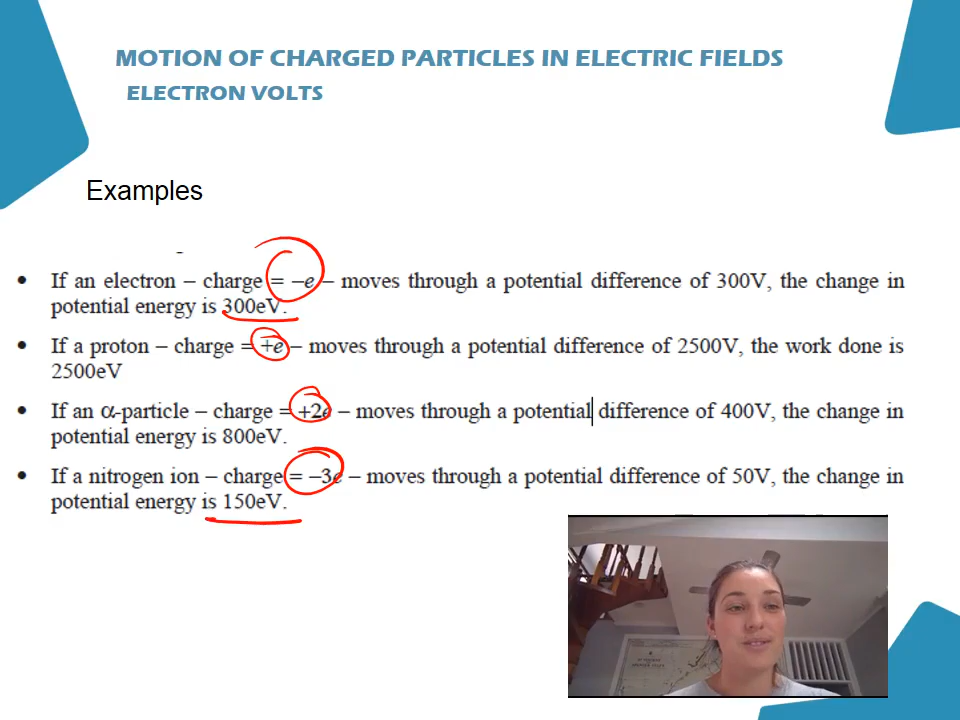 MOTION OF CHARGED PARTICLES IN ELECTRIC FIELDS
ELECTRON VOLTS
Examples
• If an electron – charge = –e – moves through a potential difference of 300V, the change in
potential energy is 300eV.
• If a proton – charge = +e – moves through a potential difference of 2500V, the work done is
2500eV
• If an α-particle – charge = +2e – moves through a potential difference of 400V, the change in
potential energy is 800eV.
• If a nitrogen ion – charge = –3e – moves through a potential difference of 50V, the change in
potential energy is 150eV.